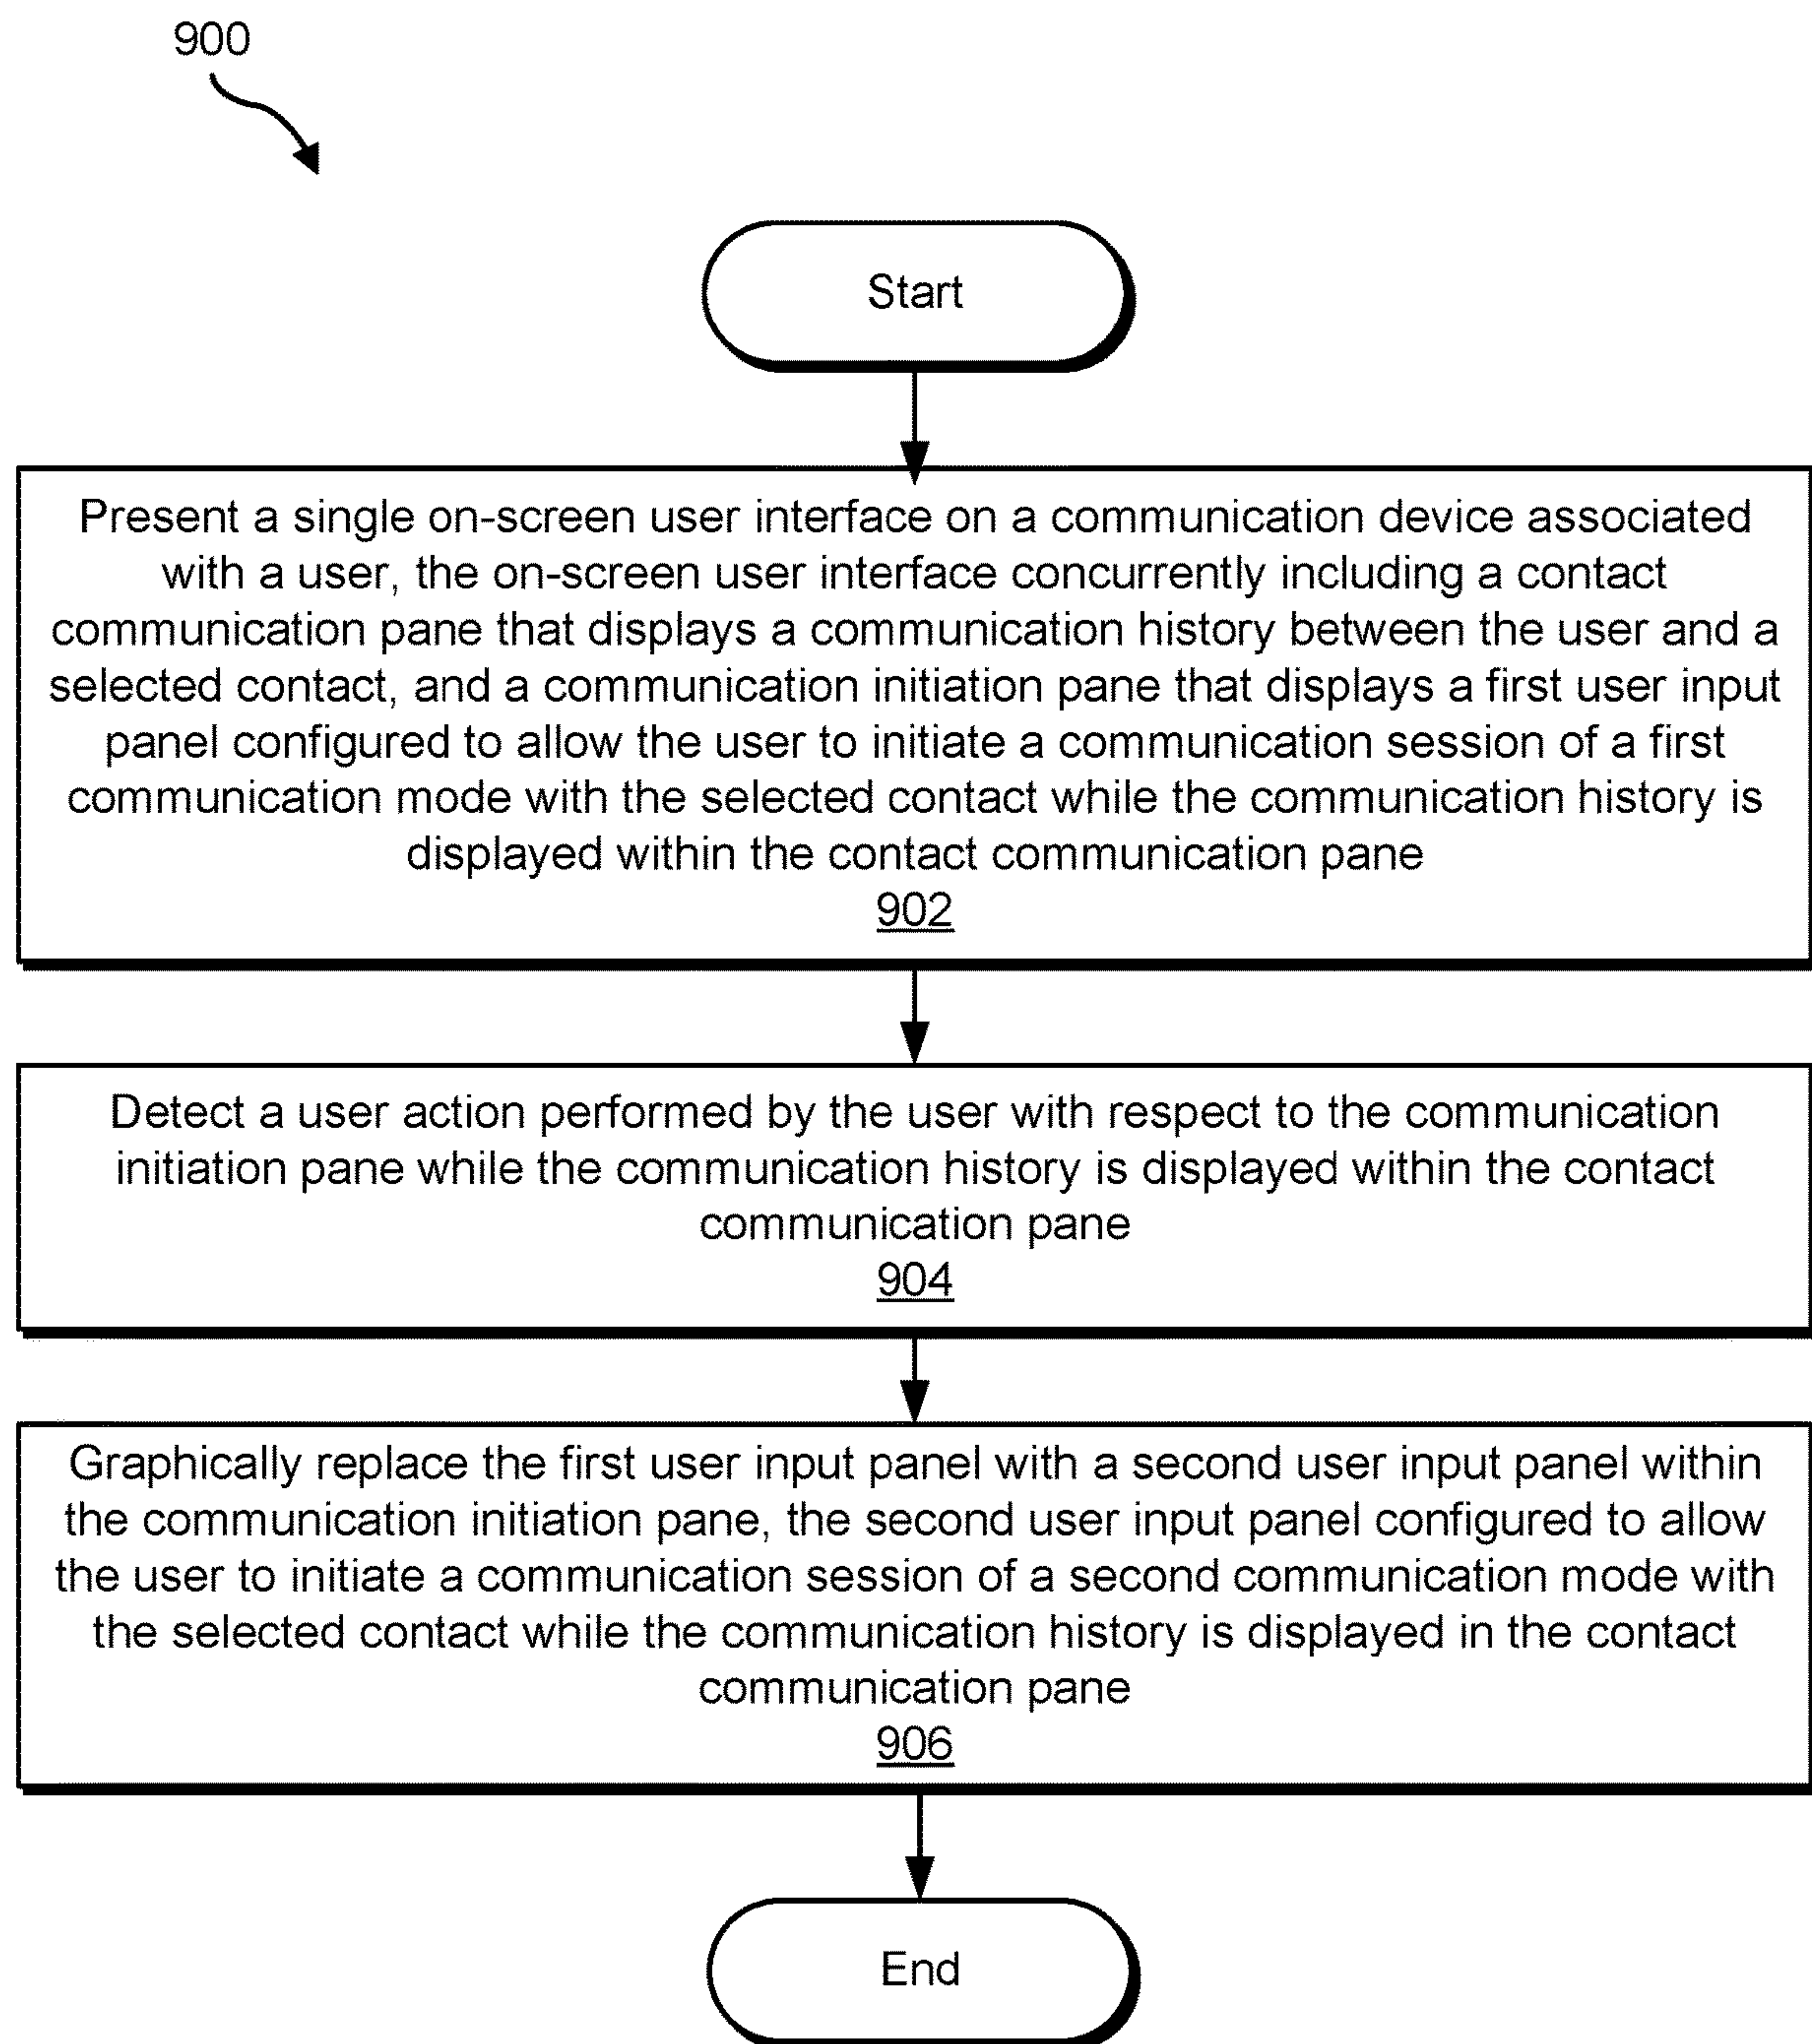 900
Start
Present a single on-screen user interface on a communication device associated
with a user, the on-screen user interface concurrently including a contact
communication pane that displays a communication history between the user and a
selected contact, and a communication initiation pane that displays a first user input
panel configured to allow the user to initiate a communication session of a first
communication mode with the selected contact while the communication history is
displayed within the contact communication pane
902
Detect a user action performed by the user with respect to the communication
initiation pane while the communication history is displayed within the contact
communication pane
904
Graphically replace the first user input panel with a second user input panel within
the communication initiation pane, the second user input panel configured to allow
the user to initiate a communication session of a second communication mode with
the selected contact while the communication history is displayed in the contact
communication pane
906
End